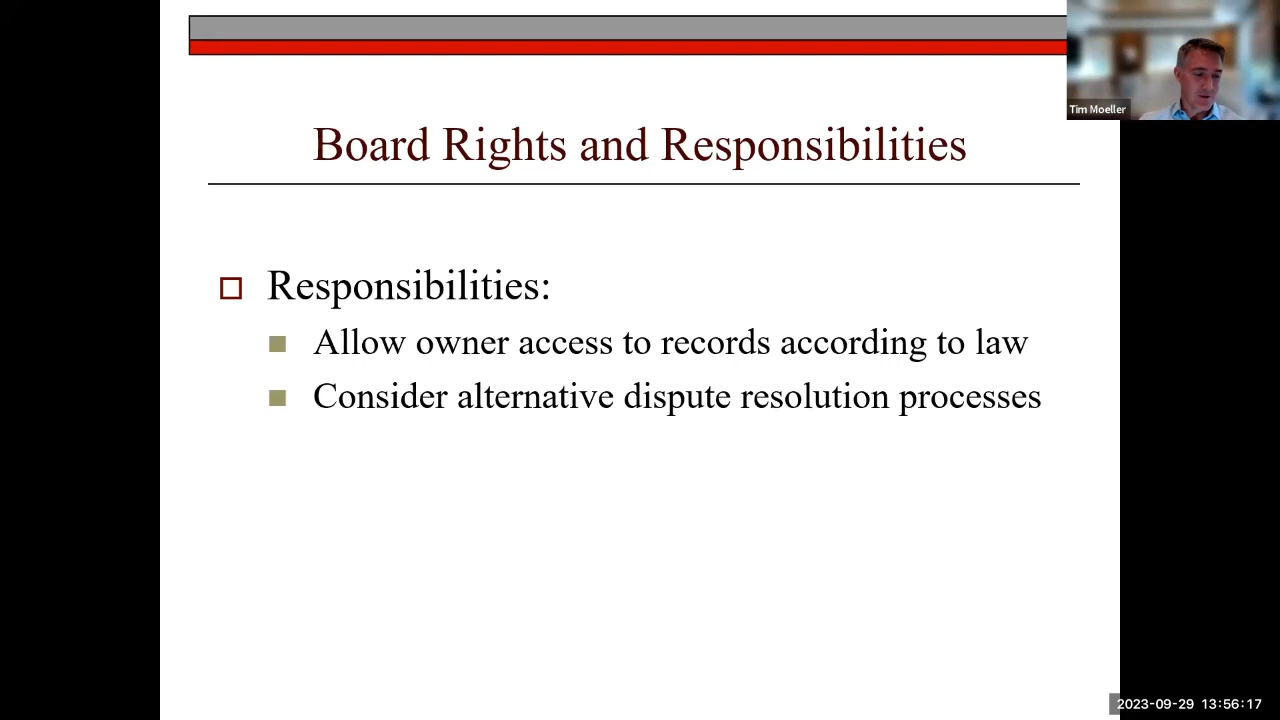 Tim Moeller
Board Rights and Responsibilities
Responsibilities:
Allow owner access to records according to law
Consider alternative dispute resolution processes
2023-09-29 13:56:17